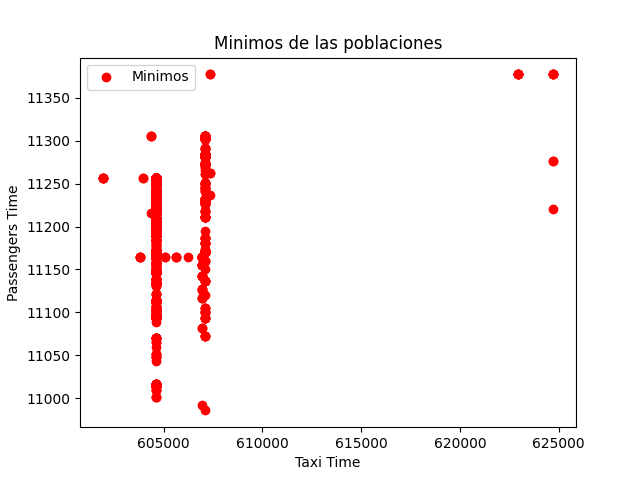 Minimos de las poblaciones
Minimos
Passengers Time
11350
11300
11250
11200
11150
11100
11050
11000
605000 610000 615000 620000 625000
Taxi Time